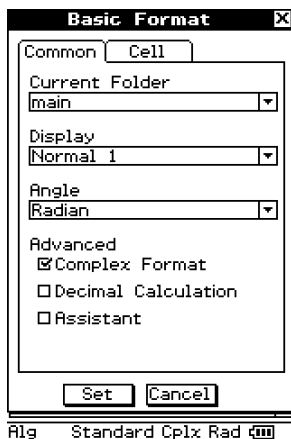 Basic Format
Common Cell
Current Folder
main
Display
Normal 1
Angle
Radian
Advanced
Complex Format
Decimal Calculation
Assistant
Set Cancel
Alg Standard Cplx Rad